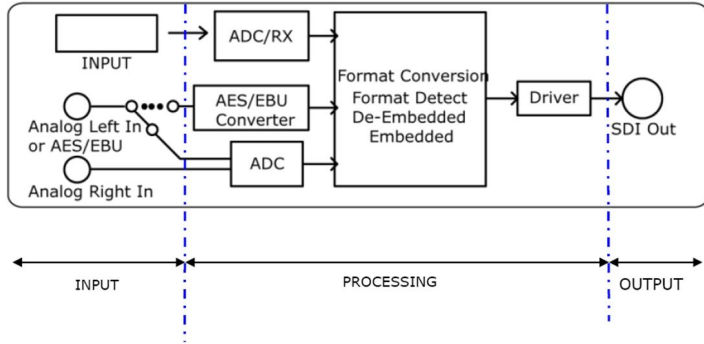 INPUT
ADC/RX
Analog Left In
or AES/EBU
Analog Right In
AES/EBU
Converter
ADC
Format Conversion
Format Detect
De-Embedded
Embedded
Driver
SDI Out
INPUT
PROCESSING
OUTPUT